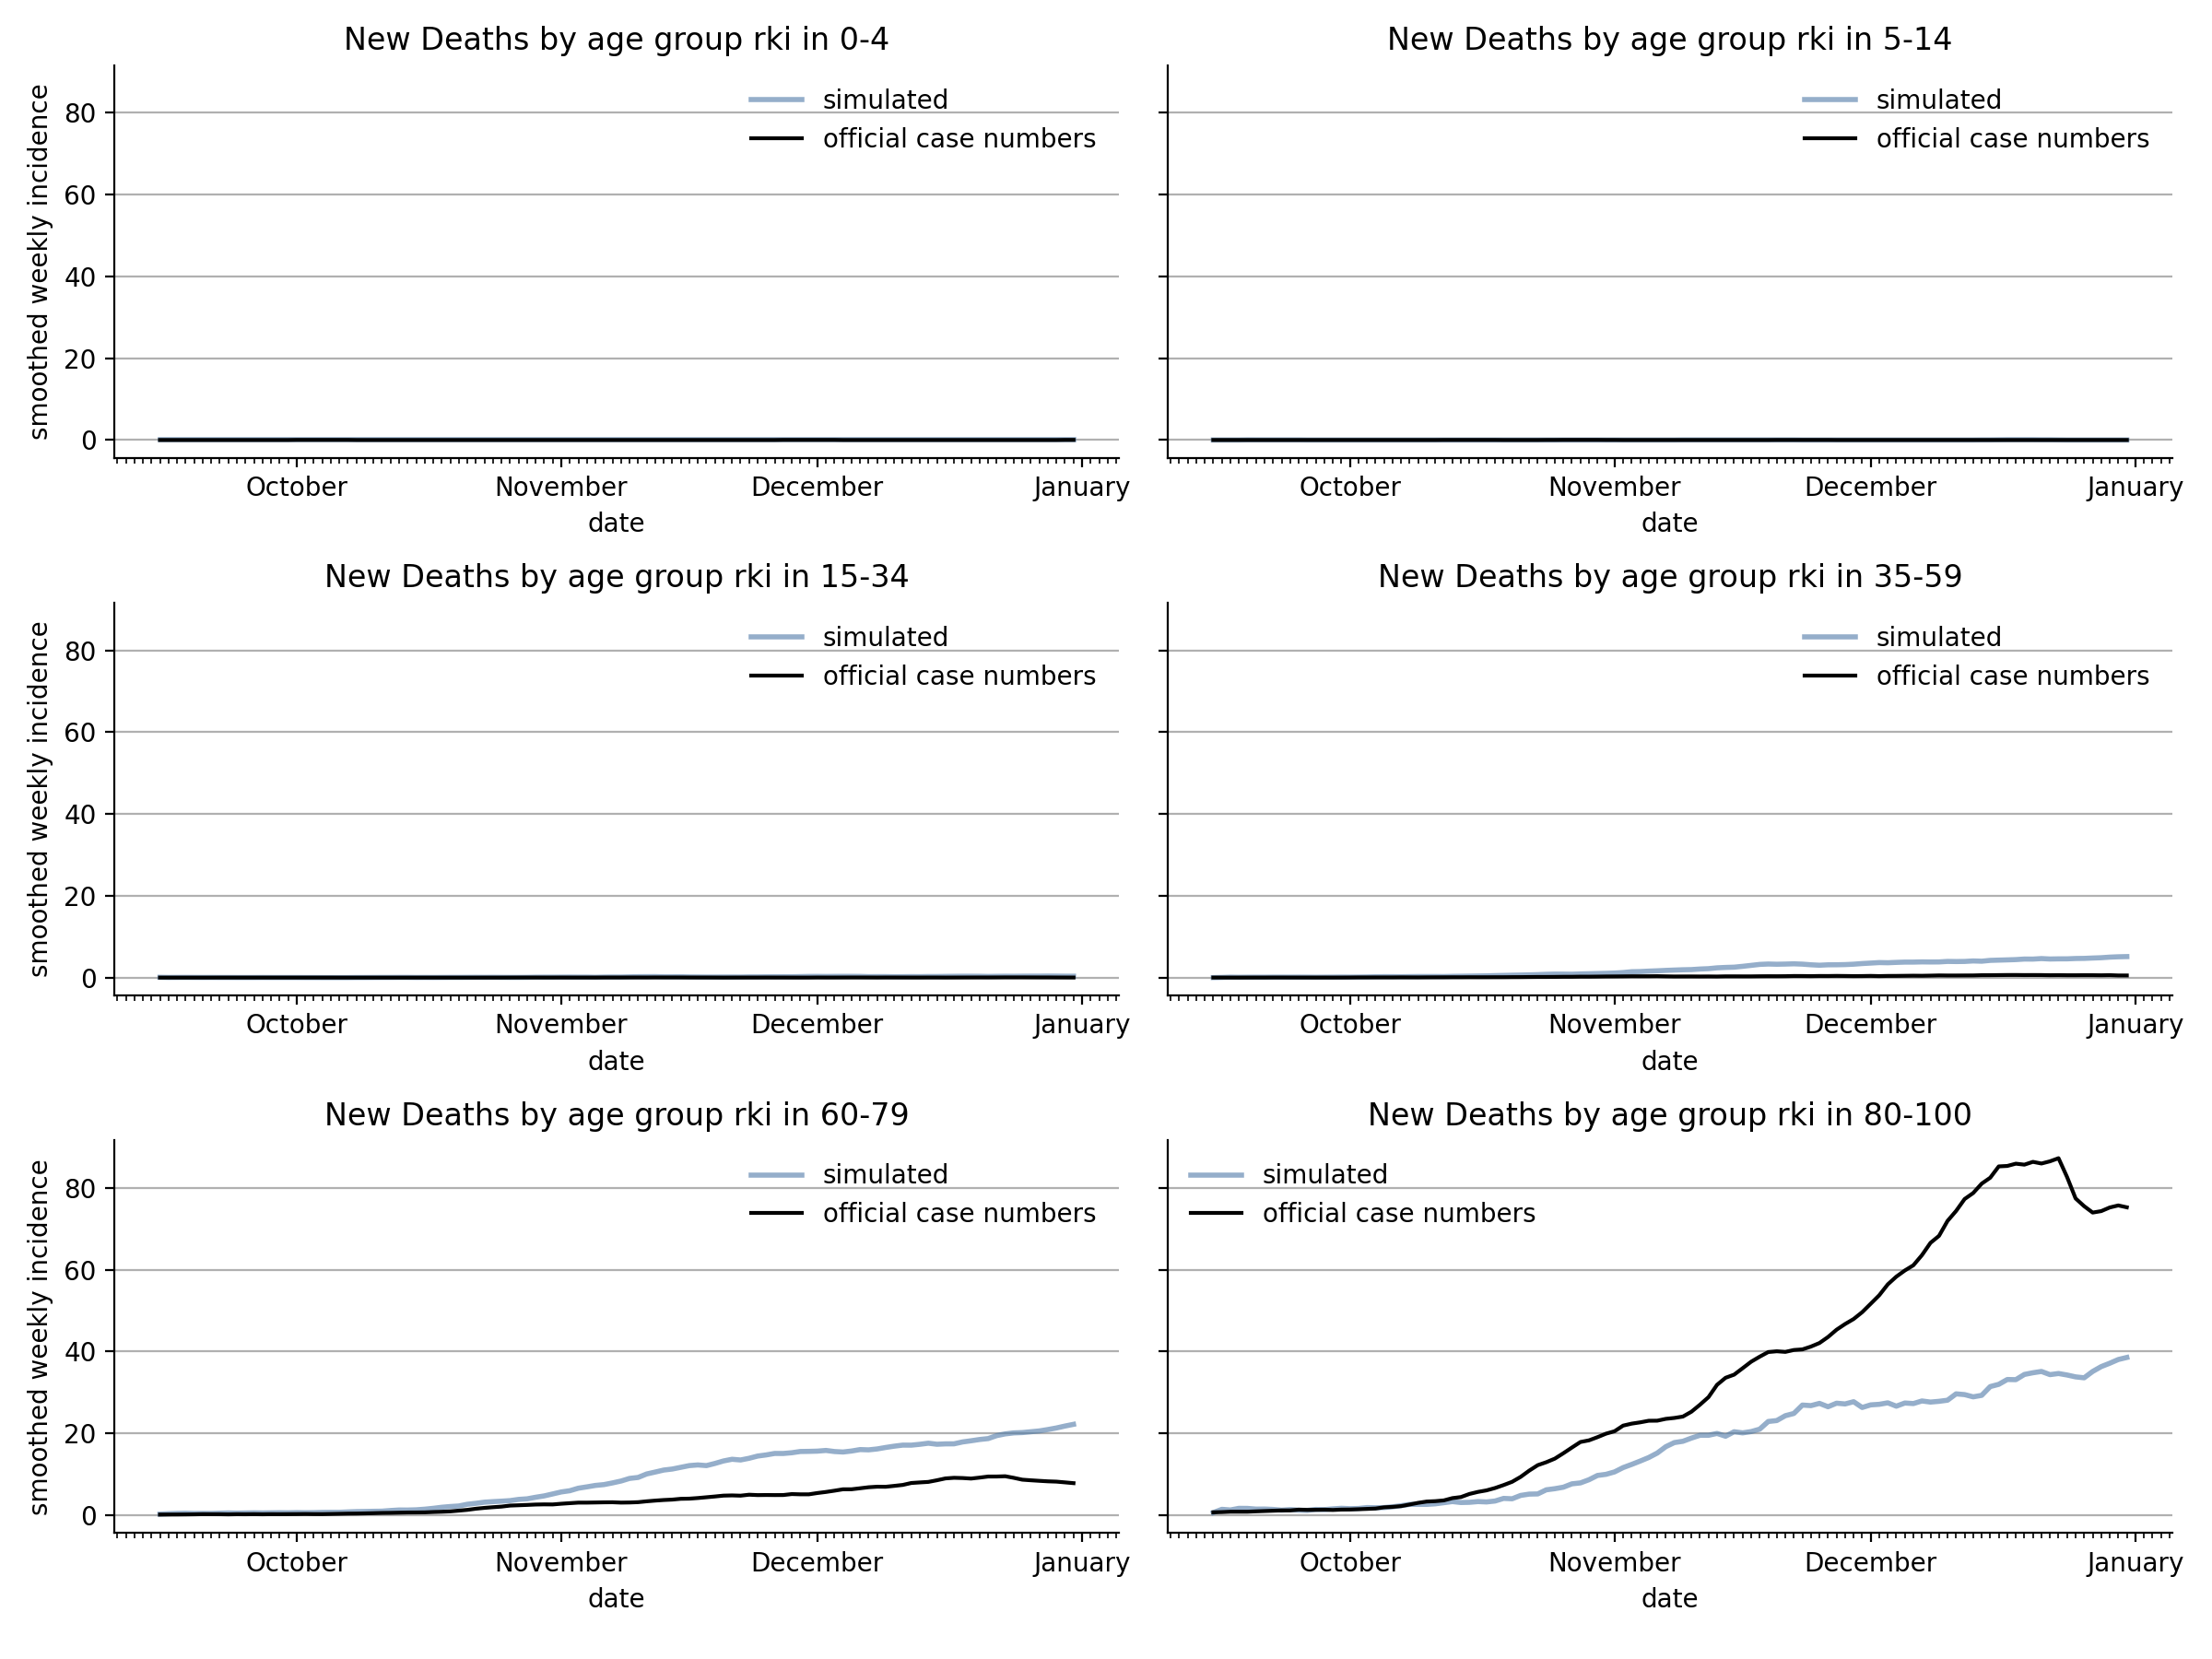 New Deaths by age group rki in 0-4
simulated
official case numbers
80
60
40
20
0
smoothed weekly incidence
October November December January
date
New Deaths by age group rki in 5-14
simulated
official case numbers
October November December January
date
New Deaths by age group rki in 15-34
simulated
official case numbers
80
60
40
20
0
smoothed weekly incidence
October November December January
date
New Deaths by age group rki in 35-59
simulated
official case numbers
October November December January
date
New Deaths by age group rki in 60-79
simulated
official case numbers
80
60
40
20
0
smoothed weekly incidence
October November December January
date
New Deaths by age group rki in 80-100
simulated
official case numbers
October November December January
date